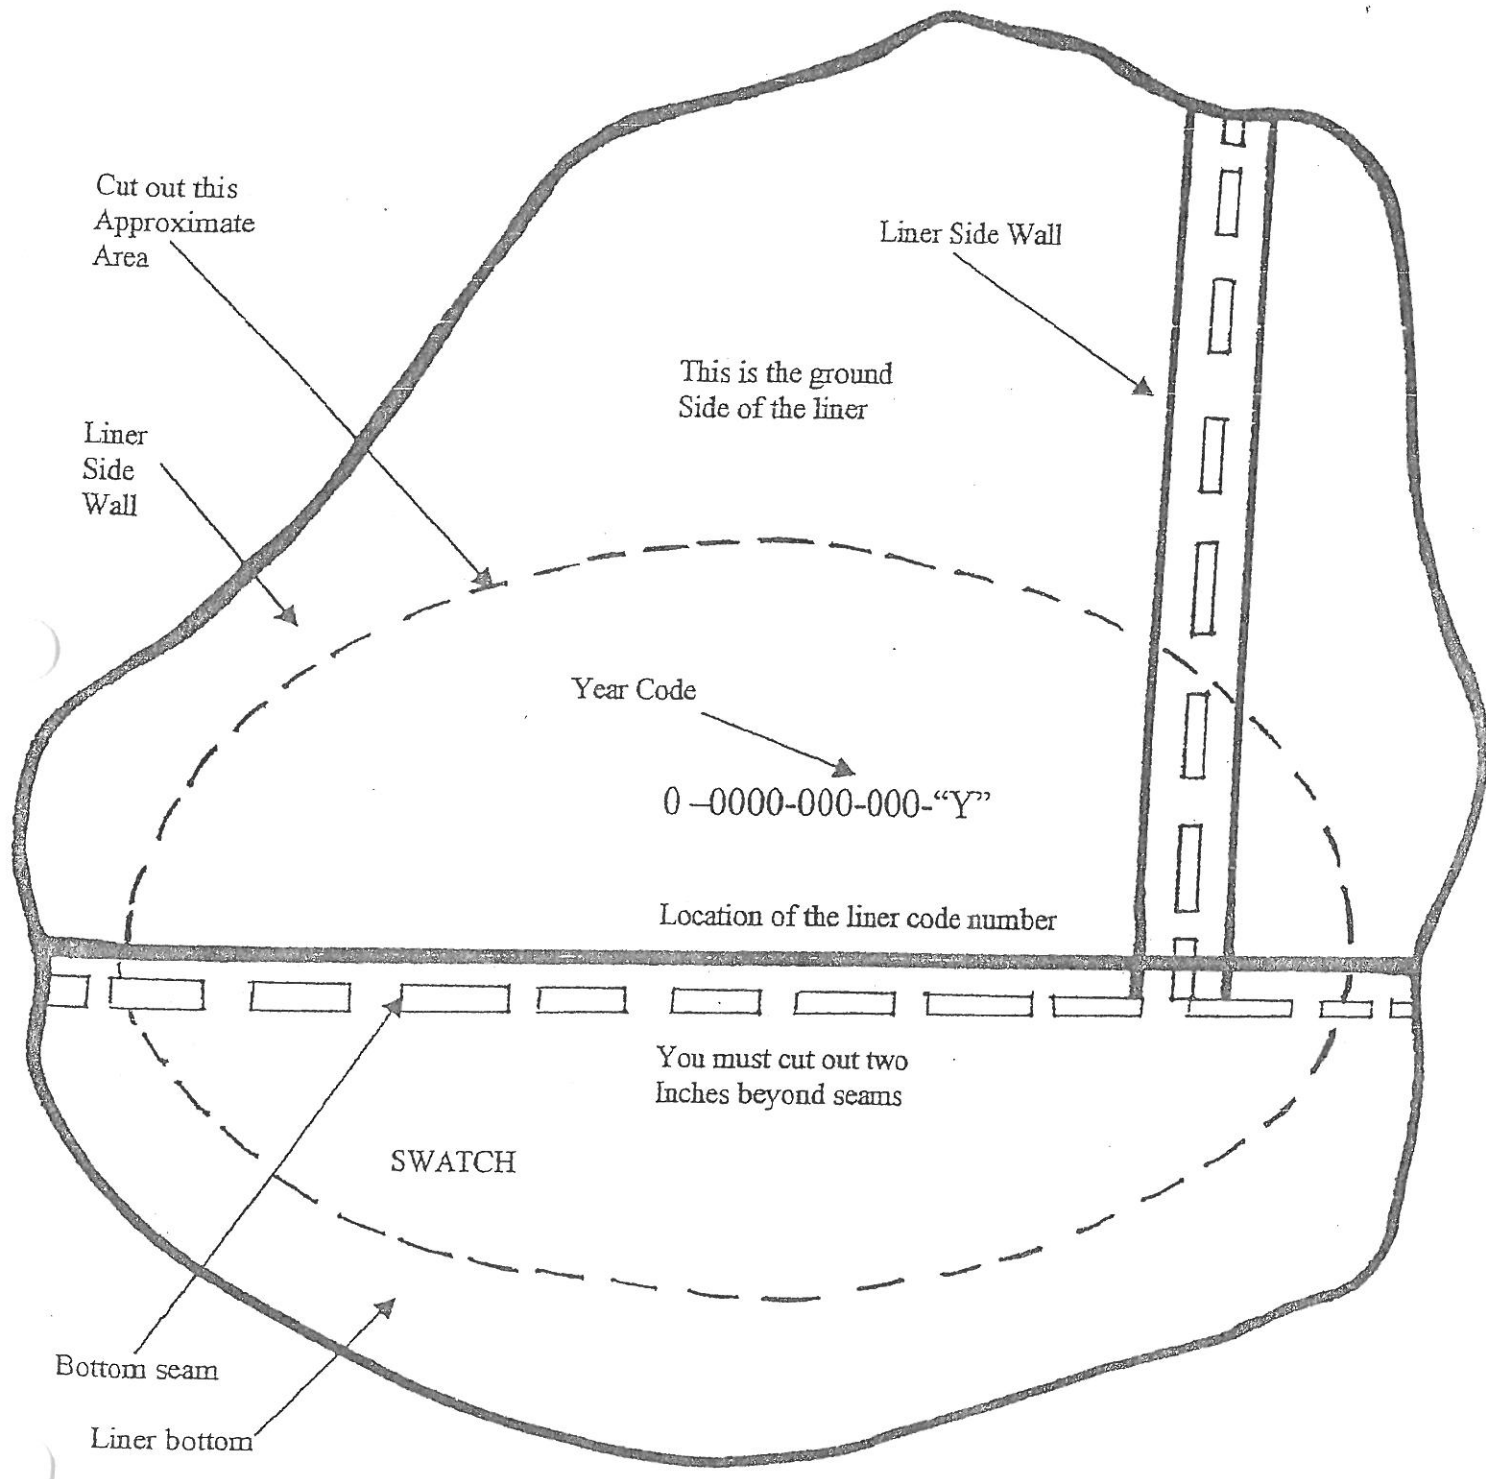 Cut out this
Approximate
Area
Liner Side Wall
This is the ground
Side of the liner
Liner
Side
Wall
Year Code
0 –0000-000-000-“Y”
Location of the liner code number
You must cut out two
Inches beyond seams
SWATCH
Bottom seam
Liner bottom